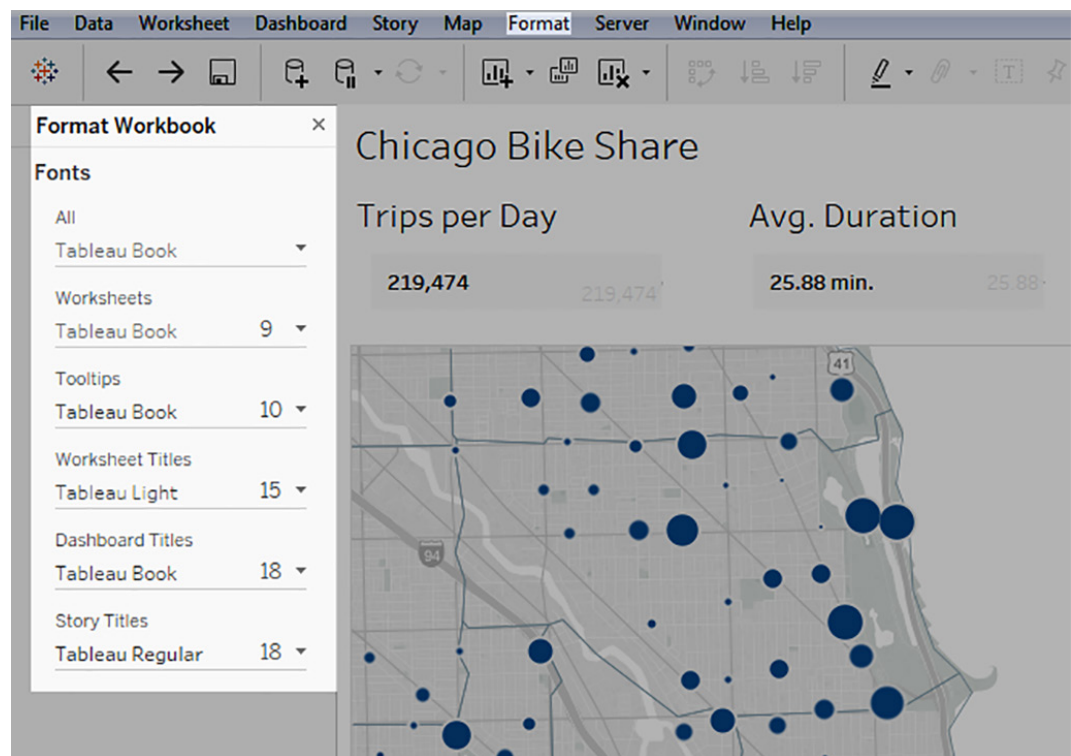 File Data Worksheet Dashboard Story Map Format Server Window Help
Format Workbook
Fonts
All
Tableau Book
Worksheets
Tableau Book 9
Tooltips
Tableau Book 10
Worksheet Titles
Tableau Light 15
Dashboard Titles
Tableau Book 18
Story Titles
Tableau Regular 18
Chicago Bike Share
Trips per Day Avg. Duration
219,474 219,474 25.88 min. 25.88
41
94